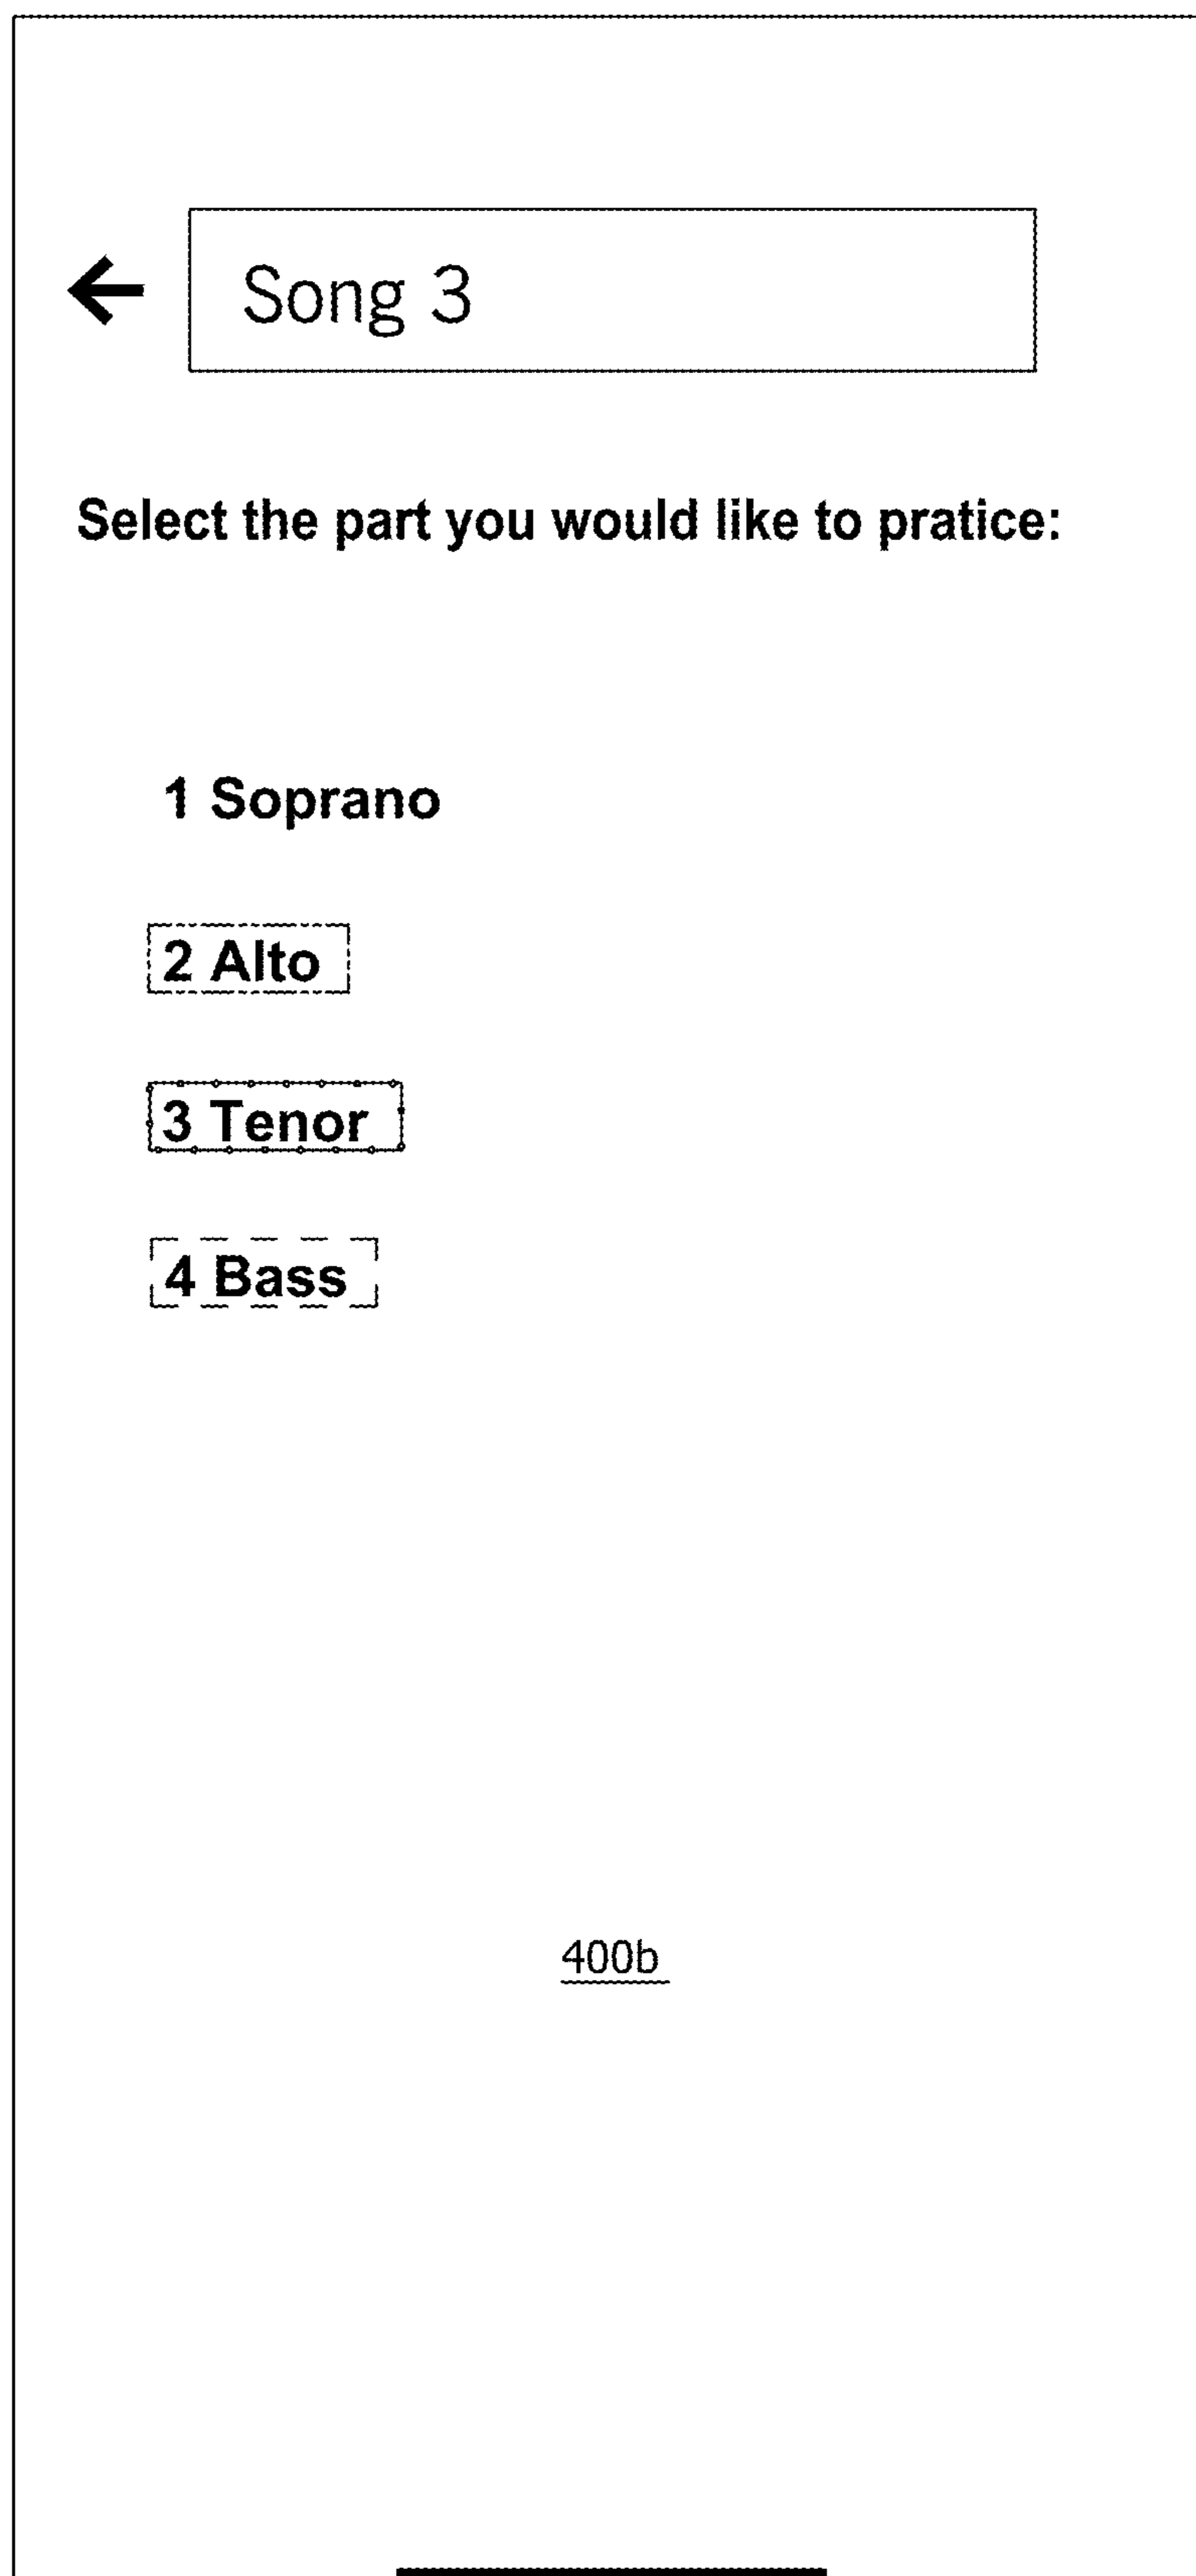 Song 3
Select the part you would like to pratice:
1 Soprano
2 Alto
3 Tenor
4 Bass
400b